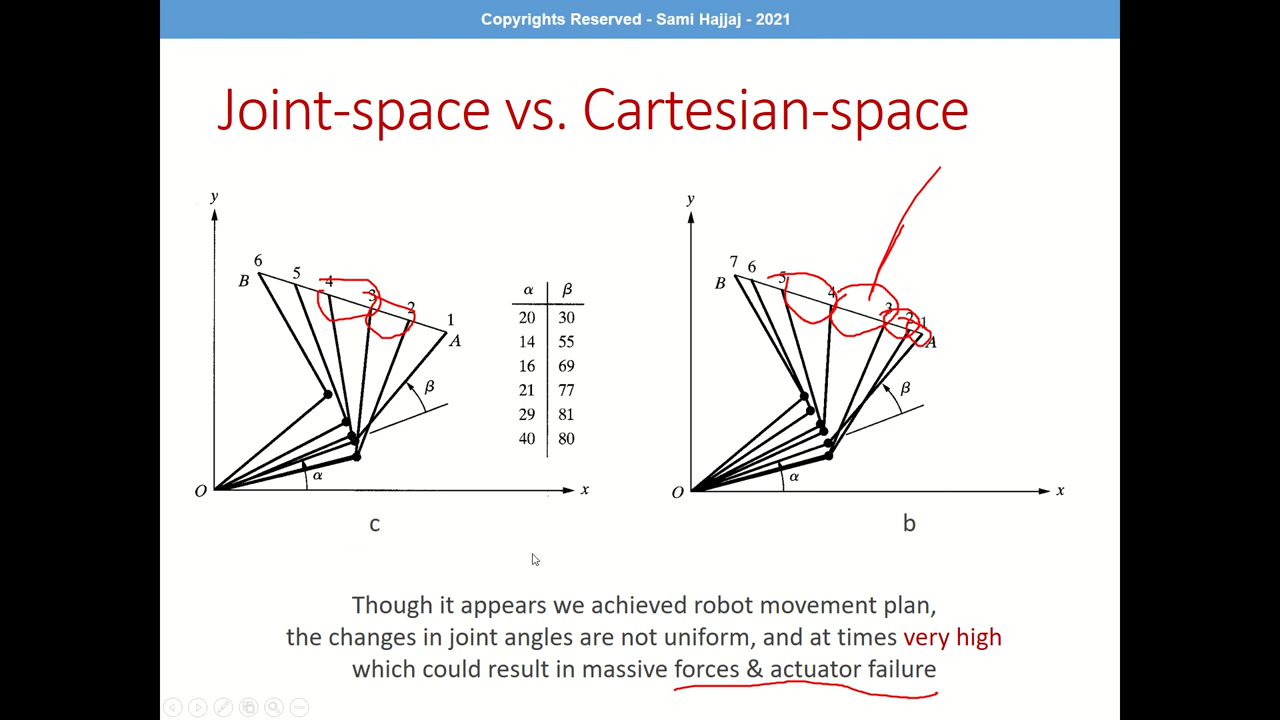 Copyrights Reserved - Sami Hajjaj - 2021
Joint-space vs. Cartesian-space
y
6
B
5
4
3
2
1
A
β
α
O
x
c
α β
20 30
14 55
16 69
21 77
29 81
40 80
y
7 6
B
5
4
3
2
1
A
β
α
O
x
b
Though it appears we achieved robot movement plan,
the changes in joint angles are not uniform, and at times very high
which could result in massive forces & actuator failure